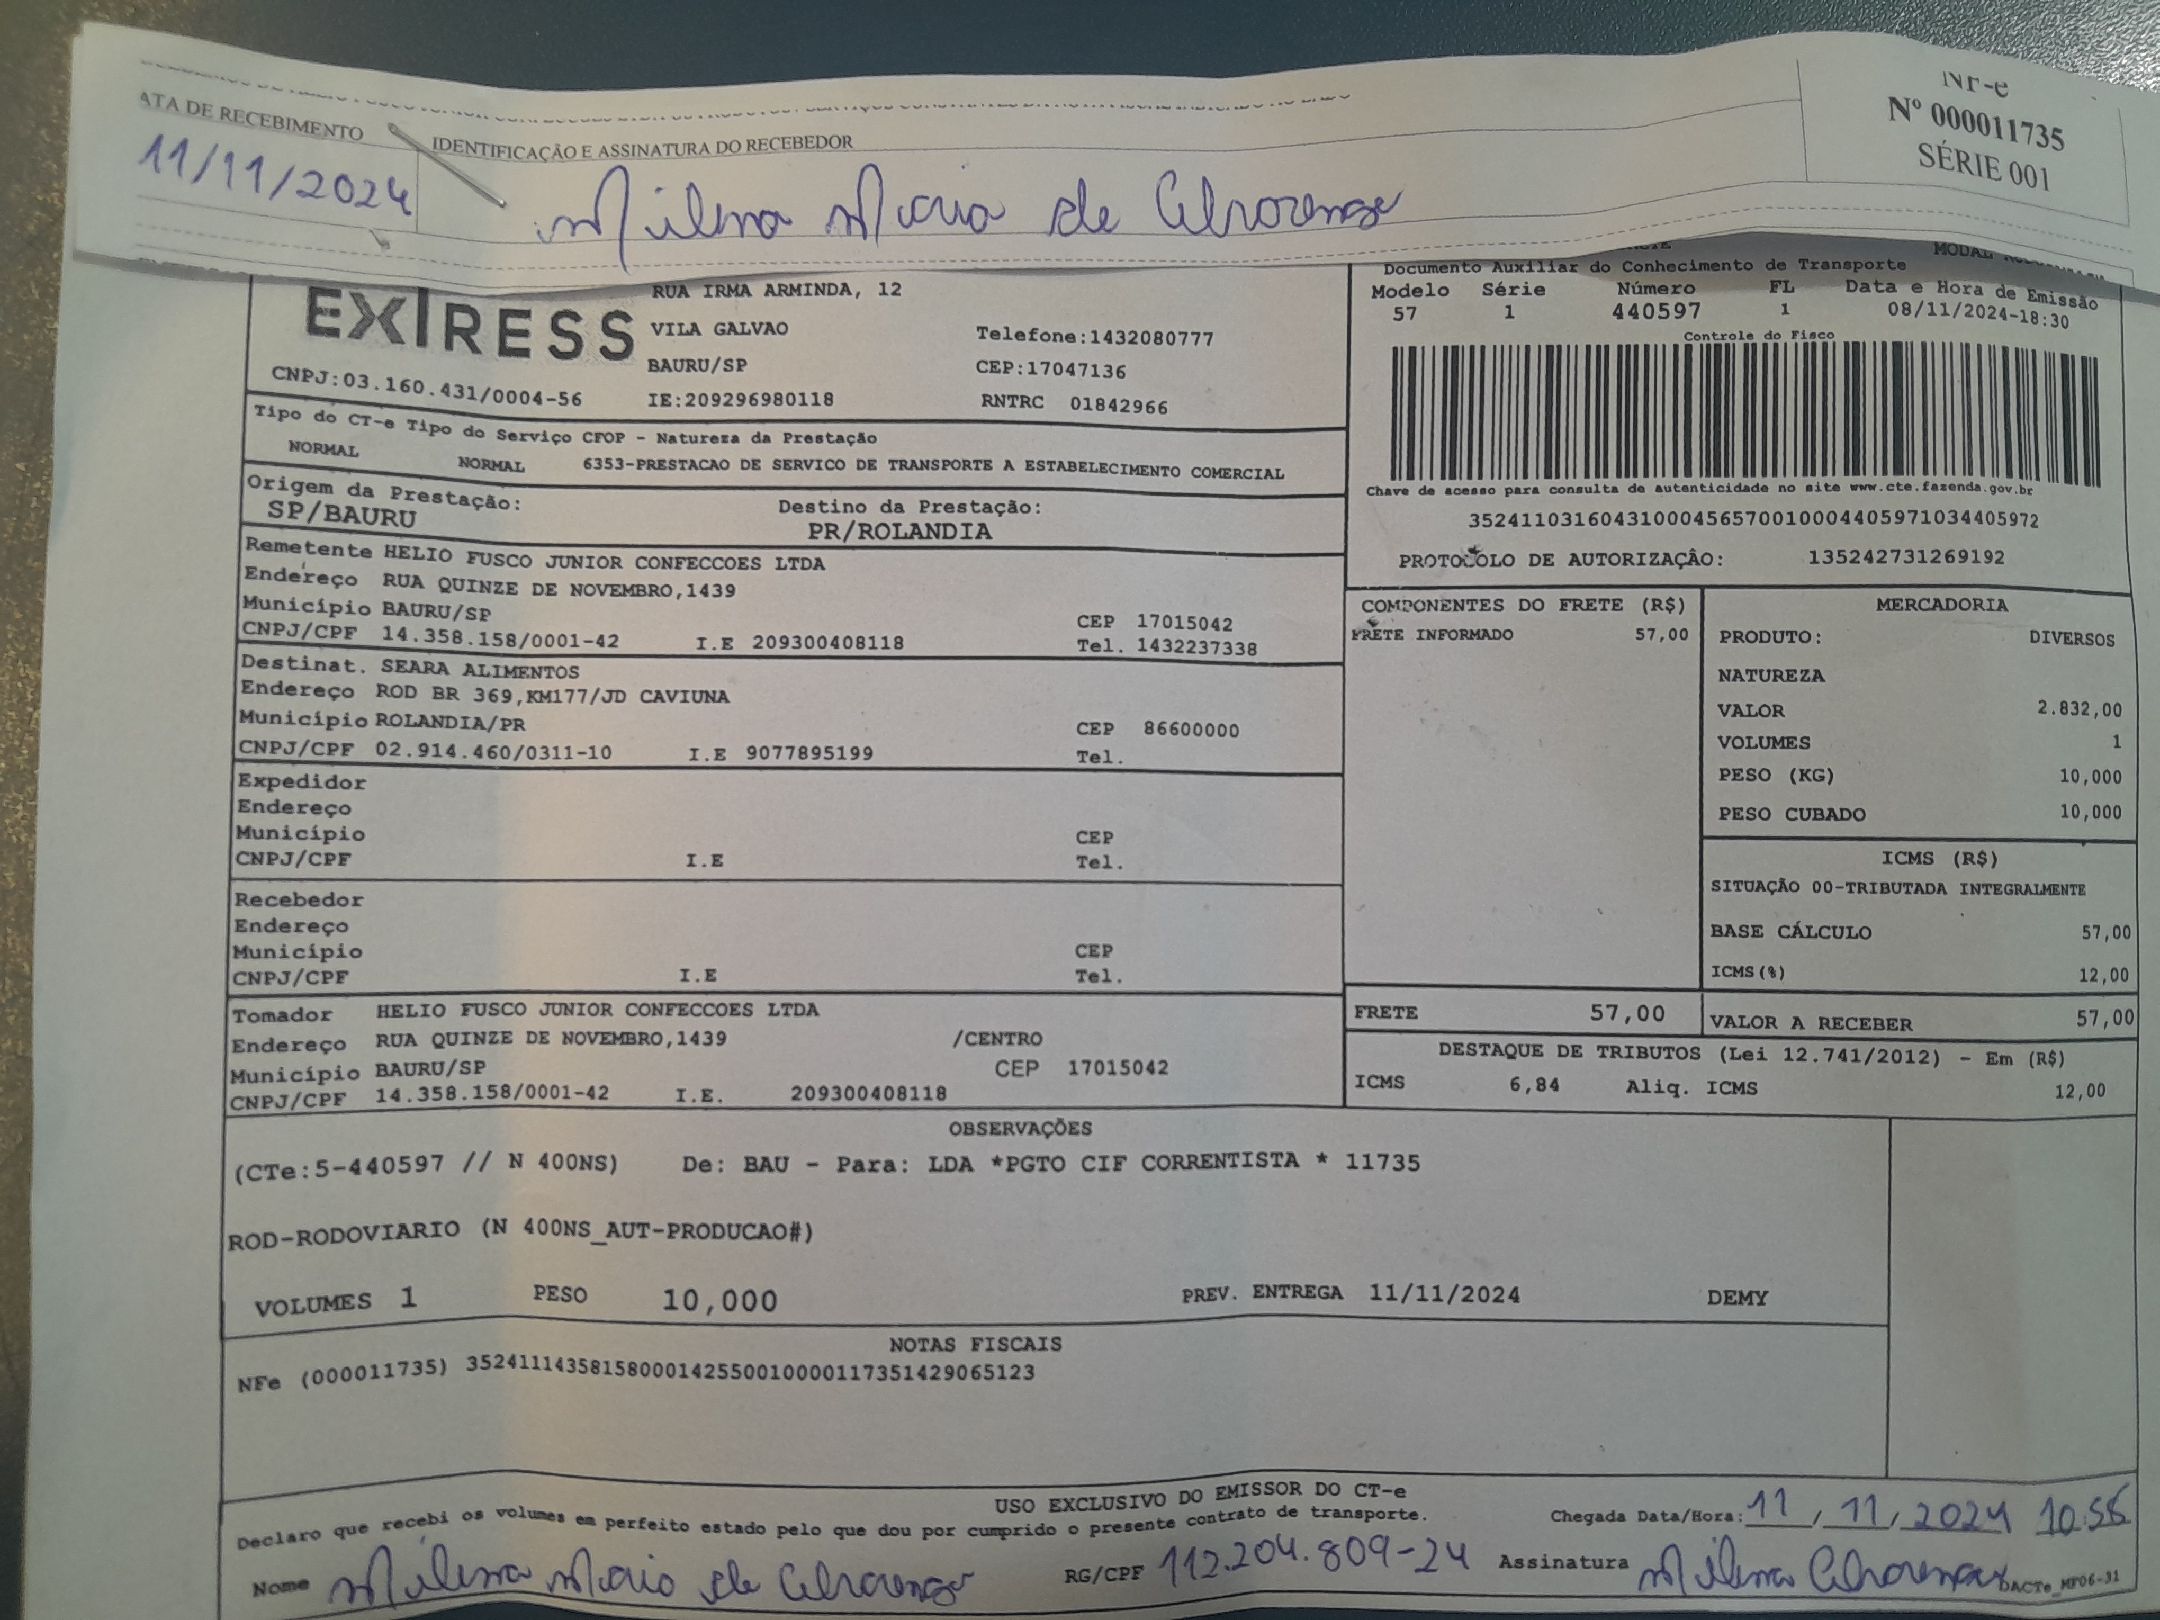 ATA DE RECEBIMENTO
IDENTIFICAÇÃO E ASSINATURA DO RECEBEDOR
11/11/2024
Milena Maria de
Nº 000011735
SÉRIE 001
EXPRESS
CNPJ:03.160.431/0004-56
RUA IRMA ARMINDA, 12
VILA GALVAO
Telefone:1432080777
BAURU/SP
CEP:17047136
IE:209296980118
RNTRC 01842966
Documento Auxiliar do Conhecimento de Transporte
Modelo Série Número FL Data e Hora de Emissão
57 1 440597 1 08/11/2024-18:30
Controle do Fisco
Chave de acesso para consulta de autenticidade no site www.cte.fazenda.gov.br
35241103160431000456570010004405971034405972
PROTOCOLO DE AUTORIZAÇÂO: 135242731269192
Tipo do CT-e Tipo do Serviço CFOP - Natureza da Prestação
NORMAL NORMAL 6353-PRESTACAO DE SERVICO DE TRANSPORTE A ESTABELECIMENTO COMERCIAL
Origem da Prestação: Destino da Prestação:
SP/BAURU PR/ROLANDIA
Remetente HELIO FUSCO JUNIOR CONFECCOES LTDA
Endereço RUA QUINZE DE NOVEMBRO,1439
Município BAURU/SP CEP 17015042
CNPJ/CPF 14.358.158/0001-42 I.E 209300408118 Tel. 1432237338
Destinat. SEARA ALIMENTOS
Endereço ROD BR 369,KM177/JD CAVIUNA
Município ROLANDIA/PR CEP 86600000
CNPJ/CPF 02.914.460/0311-10 I.E 9077895199 Tel.
Expedidor
Endereço
Município CEP
CNPJ/CPF I.E Tel.
Recebedor
Endereço
Município CEP
CNPJ/CPF I.E Tel.
Tomador HELIO FUSCO JUNIOR CONFECCOES LTDA
Endereço RUA QUINZE DE NOVEMBRO,1439 /CENTRO
Município BAURU/SP CEP 17015042
CNPJ/CPF 14.358.158/0001-42 I.E. 209300408118
COMPONENTES DO FRETE (R$)
FRETE INFORMADO 57,00
MERCADORIA
PRODUTO: DIVERSOS
NATUREZA
VALOR 2.832,00
VOLUMES 1
PESO (KG) 10,000
PESO CUBADO 10,000
ICMS (R$)
SITUAÇÃO 00-TRIBUTADA INTEGRALMENTE
BASE CÁLCULO 57,00
ICMS(%) 12,00
FRETE 57,00
VALOR A RECEBER 57,00
DESTAQUE DE TRIBUTOS (Lei 12.741/2012) - Em (R$)
ICMS 6,84 Aliq. ICMS 12,00
OBSERVAÇÕES
(CTe:5-440597 // N 400NS) De: BAU - Para: LDA *PGTO CIF CORRENTISTA * 11735
ROD-RODOVIARIO (N 400NS_AUT-PRODUCAO#)
VOLUMES 1 PESO 10,000 PREV. ENTREGA 11/11/2024 DEMY
NOTAS FISCAIS
NFe (000011735) 35241114358158000142550010000117351429065123
USO EXCLUSIVO DO EMISSOR DO CT-e
Declaro que recebi os volumes em perfeito estado pelo que dou por cumprido o presente contrato de transporte.
Chegada Data/Hora: 11/11/2024 10:56
Nome Milena Maria de
RG/CPF 112.204.809-24
Assinatura Milena
DACTe_MF06-31